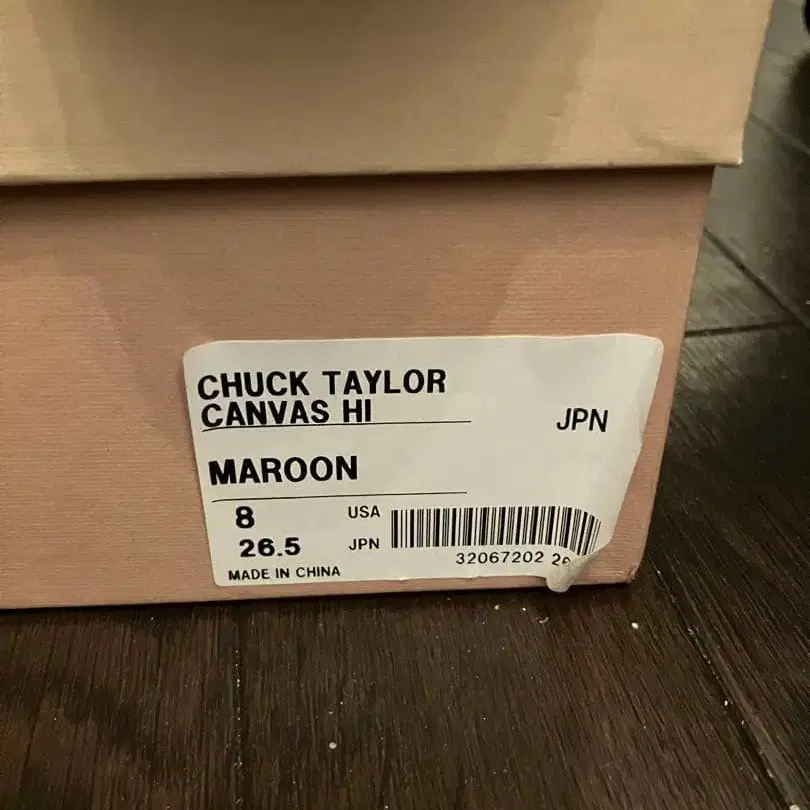 CHUCK TAYLOR
CANVAS HI
JPN
MAROON
8 USA
26.5 JPN
32067202
MADE IN CHINA